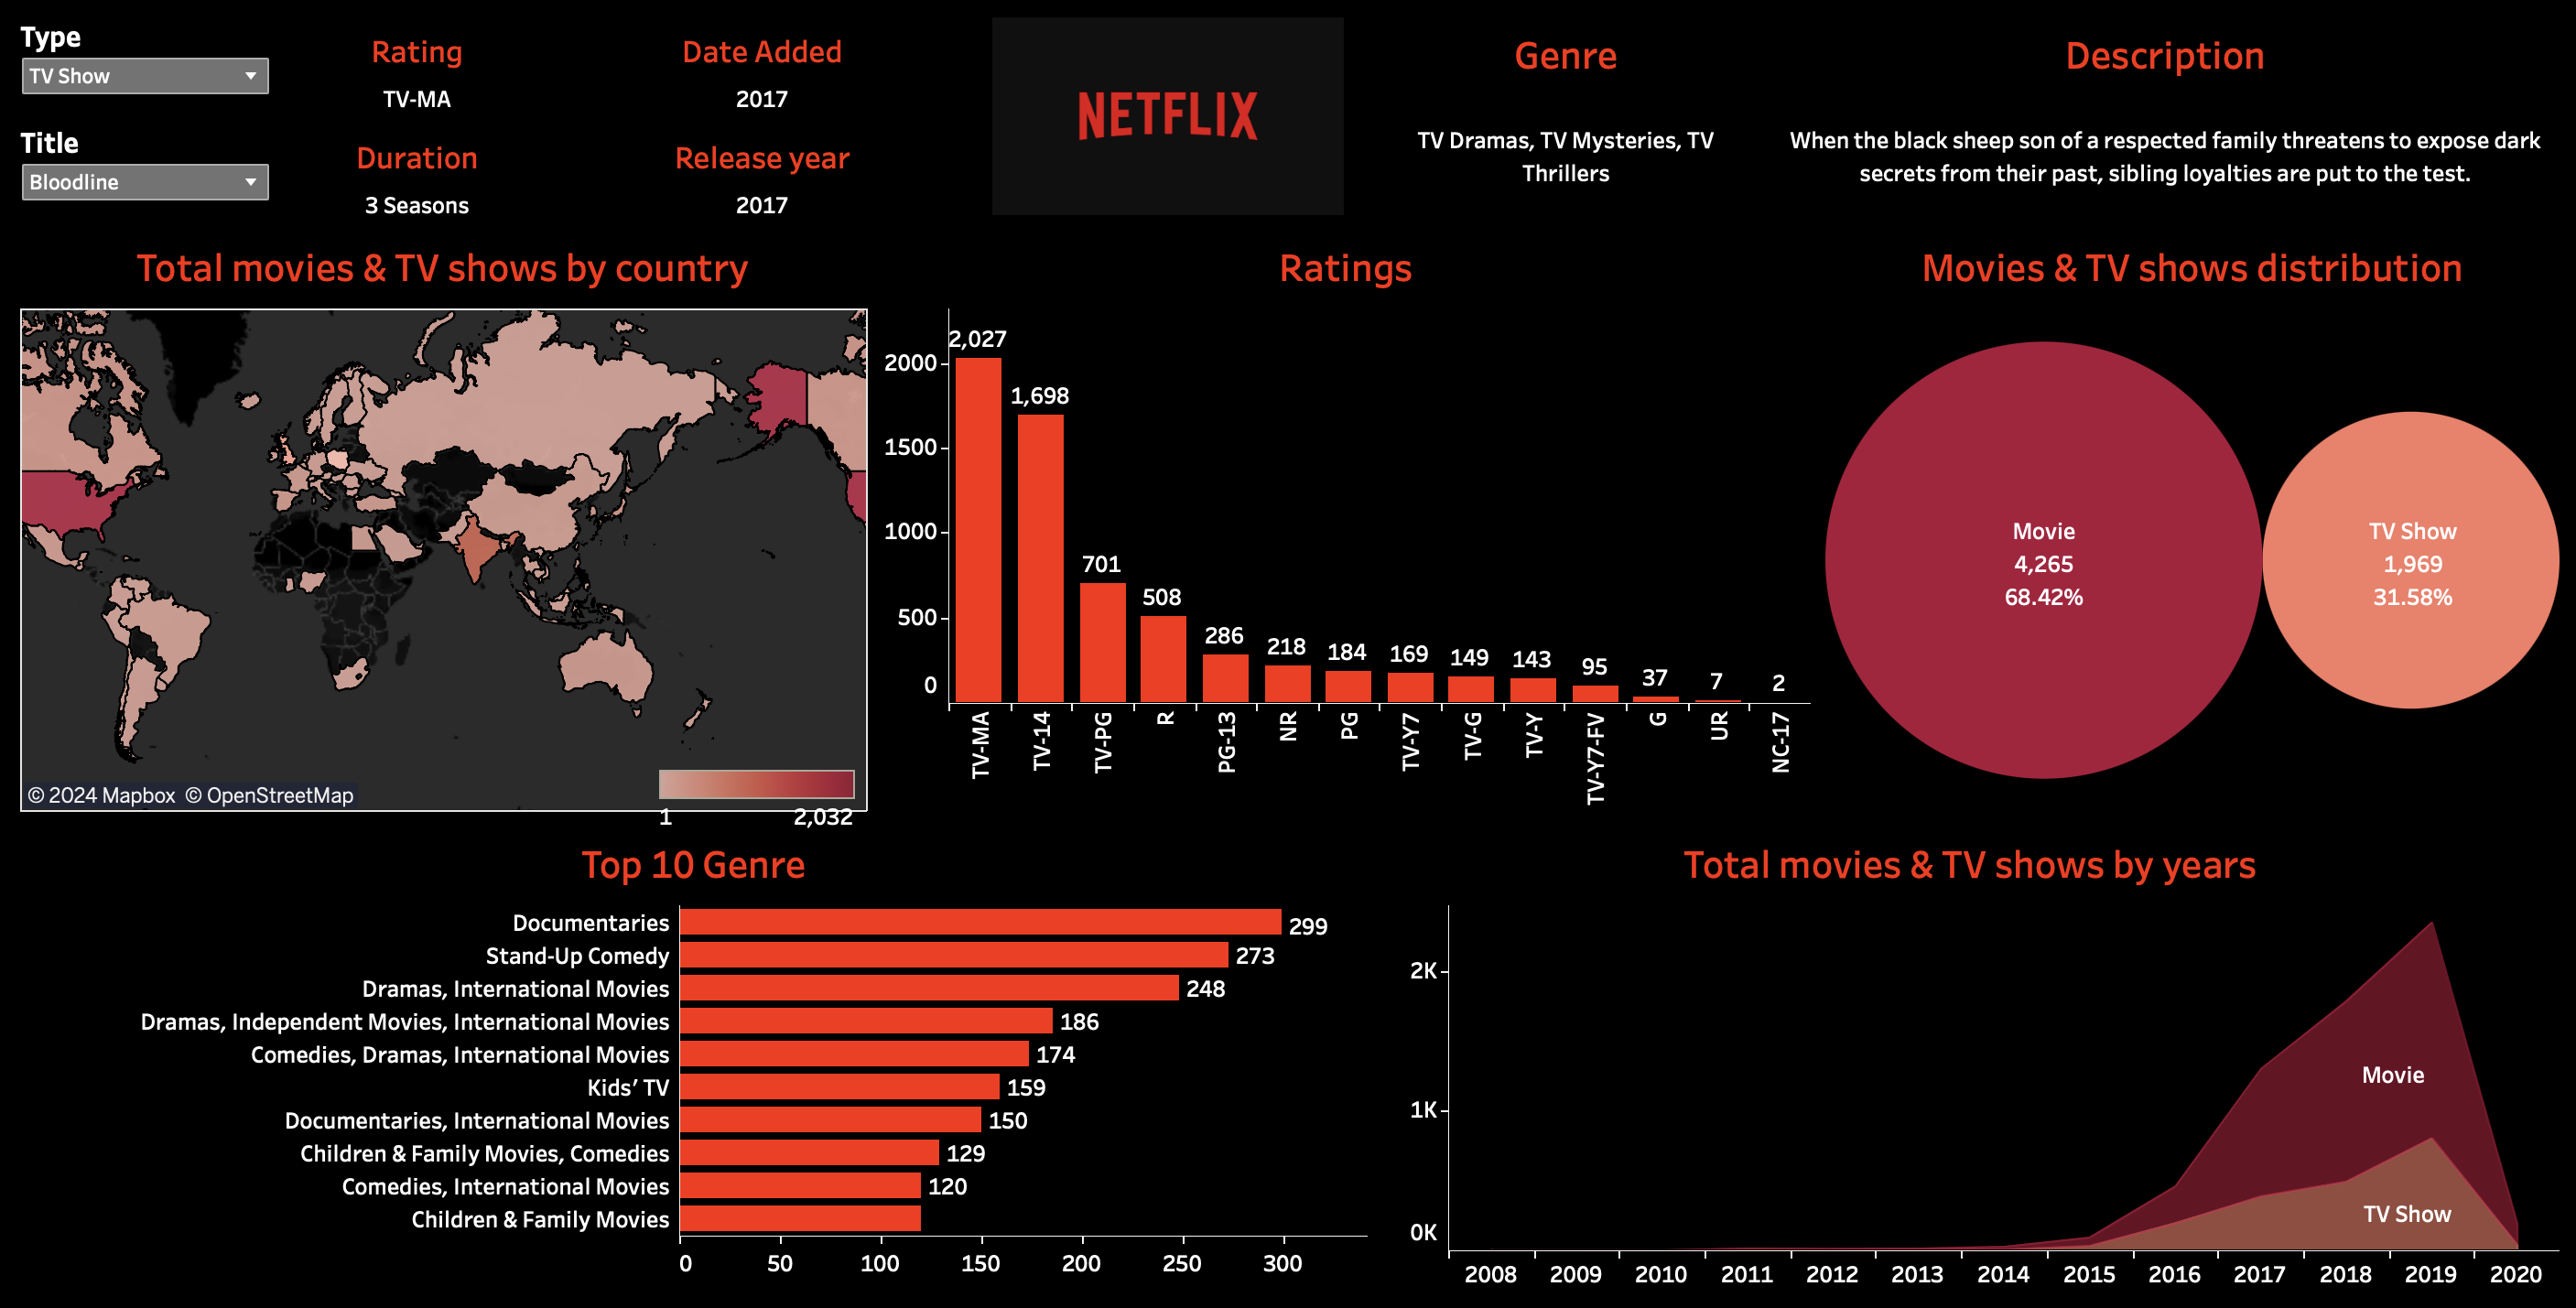 Type
TV Show
Title
Bloodline
Rating
TV-MA
Duration
3 Seasons
Date Added
2017
Release year
2017
NETFLIX
Genre
TV Dramas, TV Mysteries, TV
Thrillers
Description
When the black sheep son of a respected family threatens to expose dark
secrets from their past, sibling loyalties are put to the test.
Total movies & TV shows by country
© 2024 Mapbox © OpenStreetMap
1
2,032
Ratings
2000
1500
1000
500
0
2,027
1,698
701
508
286
218
184
169
149
143
95
37
7
2
TV-MA
TV-14
TV-PG
R
PG-13
NR
PG
TV-Y7
TV-G
TV-Y
TV-Y7-FV
G
UR
NC-17
Movies & TV shows distribution
Movie
4,265
68.42%
TV Show
1,969
31.58%
Top 10 Genre
Documentaries 299
Stand-Up Comedy 273
Dramas, International Movies 248
Dramas, Independent Movies, International Movies 186
Comedies, Dramas, International Movies 174
Kids’ TV 159
Documentaries, International Movies 150
Children & Family Movies, Comedies 129
Comedies, International Movies 120
Children & Family Movies
0 50 100 150 200 250 300
Total movies & TV shows by years
2K
1K
0K
Movie
TV Show
2008 2009 2010 2011 2012 2013 2014 2015 2016 2017 2018 2019 2020